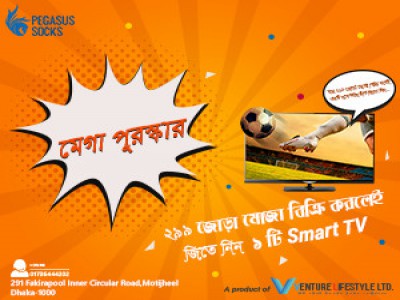 PEGASUS
SOCKS
মেগা পুরস্কার
২৯৯ জোড়া মোজা বিক্রি করলেই
জিতে নিন ১ টি Smart TV
291 Fakirapool Inner Circular Road,Motijheel
Dhaka-1000
A product of VENTURE LIFESTYLE LTD.